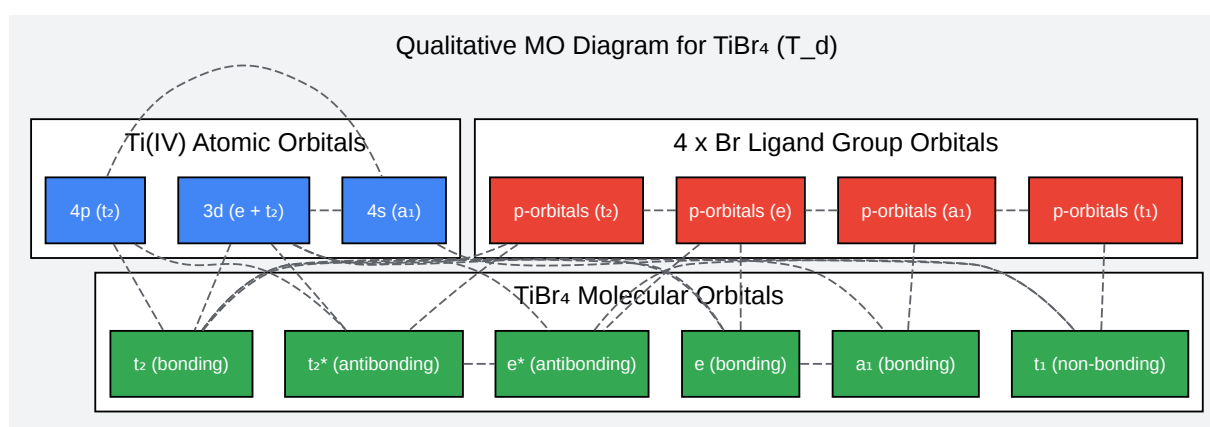 Qualitative MO Diagram for TiBr₄ (T_d)
Ti(IV) Atomic Orbitals
4 x Br Ligand Group Orbitals
4p (t₂)
3d (e + t₂)
4s (a₁)
p-orbitals (t₂)
p-orbitals (e)
p-orbitals (a₁)
p-orbitals (t₁)
TiBr₄ Molecular Orbitals
t₂ (bonding)
t₂* (antibonding)
e* (antibonding)
e (bonding)
a₁ (bonding)
t₁ (non-bonding)